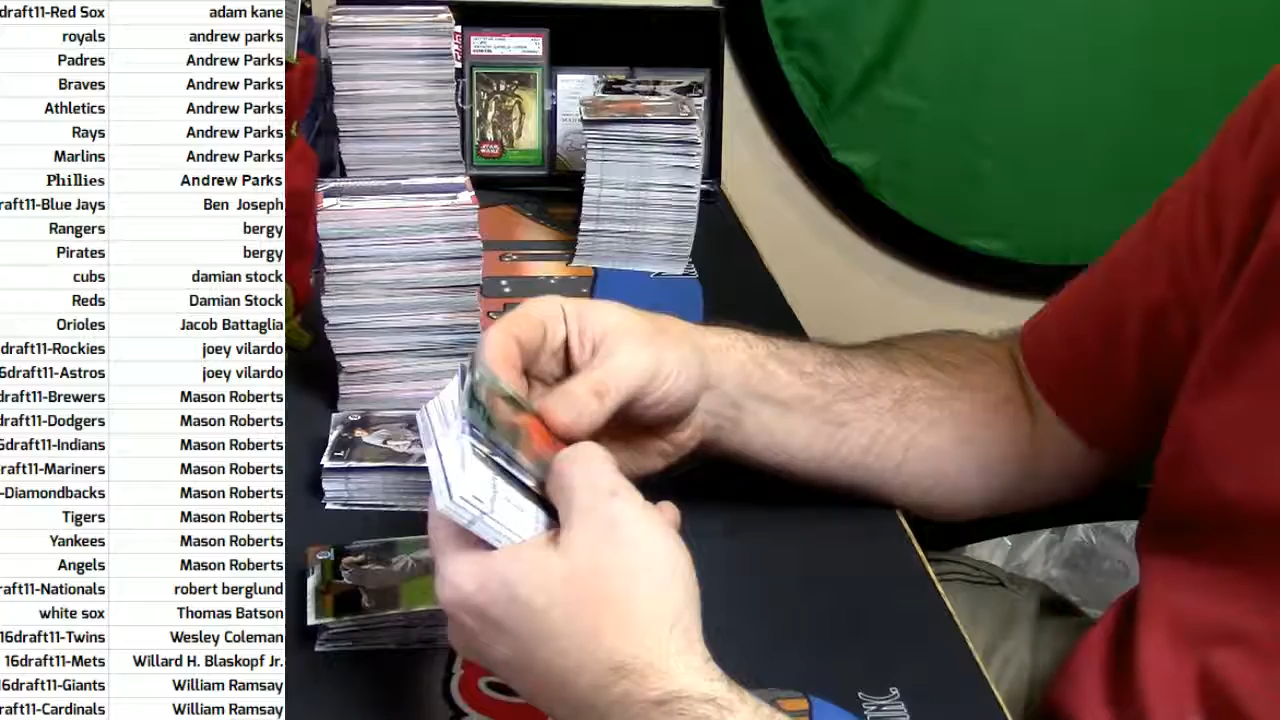 draft11-Red Sox adam kane
royals andrew parks
Padres Andrew Parks
Braves Andrew Parks
Athletics Andrew Parks
Rays Andrew Parks
Marlins Andrew Parks
Phillies Andrew Parks
raft11-Blue Jays Ben Joseph
Rangers bergy
Pirates bergy
cubs damian stock
Reds Damian Stock
Orioles Jacob Battaglia
draft11-Rockies joey vilardo
6draft11-Astros joey vilardo
draft11-Brewers Mason Roberts
draft11-Dodgers Mason Roberts
6draft11-Indians Mason Roberts
raft11-Mariners Mason Roberts
-Diamondbacks Mason Roberts
Tigers Mason Roberts
Yankees Mason Roberts
Angels Mason Roberts
raft11-Nationals robert berglund
white sox Thomas Batson
16draft11-Twins Wesley Coleman
16draft11-Mets Willard H. Blaskopf Jr.
16draft11-Giants William Ramsay
6draft11-Cardinals William Ramsay
STAR
WARS